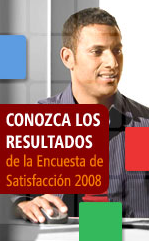 CONOZCA LOS
RESULTADOS
de la Encuesta de
Satisfacción 2008